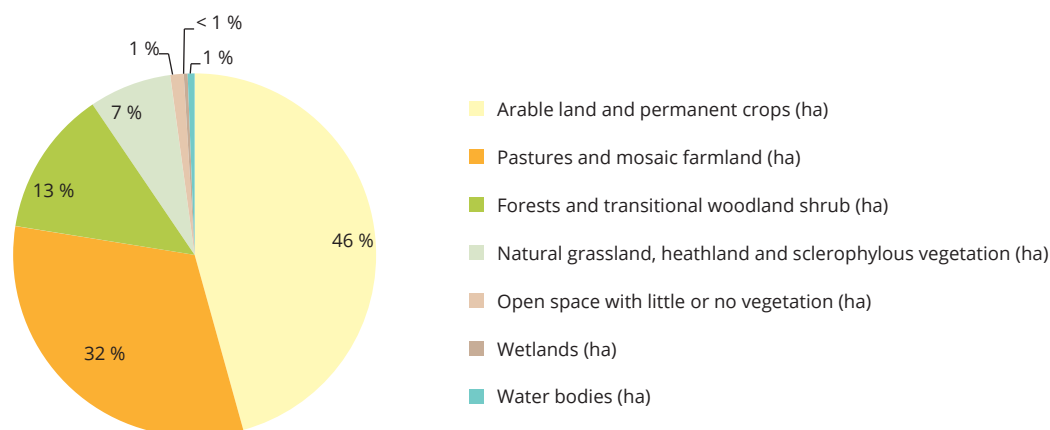 < 1 %
1 %
1 %
7 %
13 %
46 %
32 %
Arable land and permanent crops (ha)
Pastures and mosaic farmland (ha)
Forests and transitional woodland shrub (ha)
Natural grassland, heathland and sclerophylous vegetation (ha)
Open space with little or no vegetation (ha)
Wetlands (ha)
Water bodies (ha)